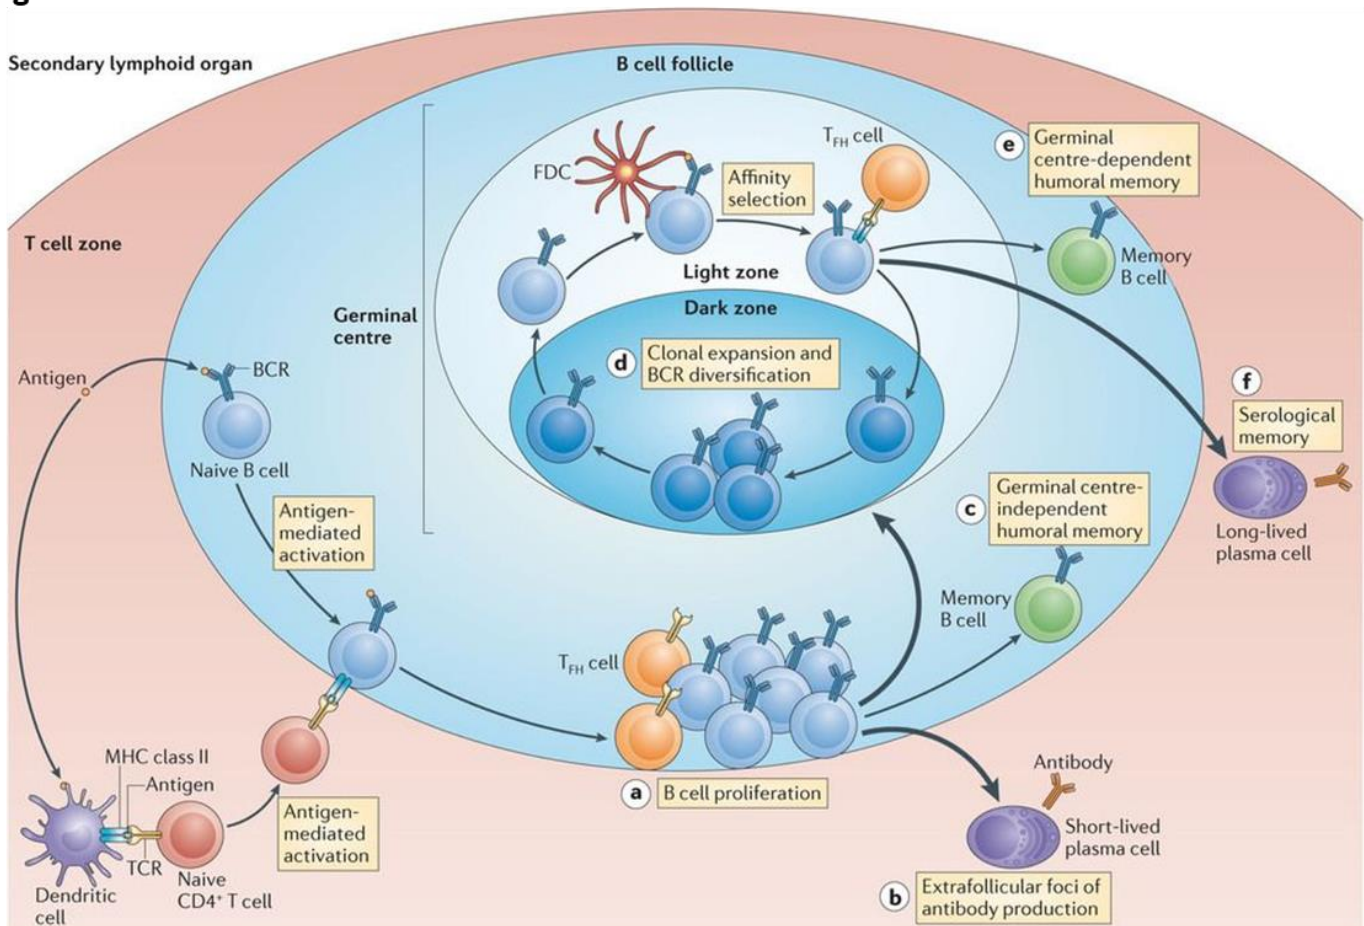 Secondary lymphoid organ
B cell follicle
T cell zone
Germinal
centre
FDC
Affinity
selection
T_FH cell
e
Germinal
centre-dependent
humoral memory
Memory
B cell
Light zone
Dark zone
d
Clonal expansion and
BCR diversification
Antigen
BCR
Naive B cell
Antigen-
mediated
activation
f
Serological
memory
Long-lived
plasma cell
c
Germinal centre-
independent
humoral memory
Memory
B cell
T_FH cell
a
B cell proliferation
MHC class II
Antigen
TCR
Dendritic
cell
Naive
CD4⁺ T cell
Antigen-
mediated
activation
Antibody
Short-lived
plasma cell
b
Extrafollicular foci of
antibody production